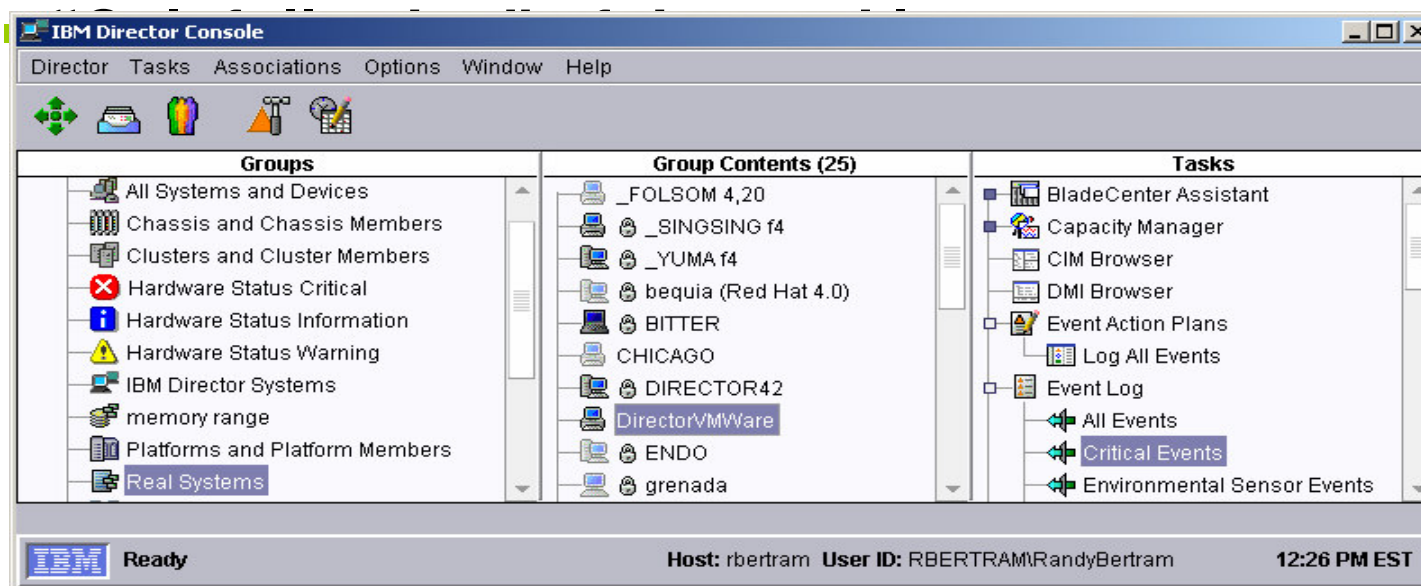 IBM Director Console
Director Tasks Associations Options Window Help
Groups
All Systems and Devices
Chassis and Chassis Members
Clusters and Cluster Members
Hardware Status Critical
Hardware Status Information
Hardware Status Warning
IBM Director Systems
memory range
Platforms and Platform Members
Real Systems
Group Contents (25)
_FOLSOM 4,20
_SINGSING f4
_YUMA f4
bequia (Red Hat 4.0)
BITTER
CHICAGO
DIRECTOR42
DirectorVMWare
ENDO
grenada
Tasks
BladeCenter Assistant
Capacity Manager
CIM Browser
DMI Browser
Event Action Plans
Log All Events
Event Log
All Events
Critical Events
Environmental Sensor Events
IBM Ready Host: rbertram User ID: RBERTRAM\RandyBertram 12:26 PM EST